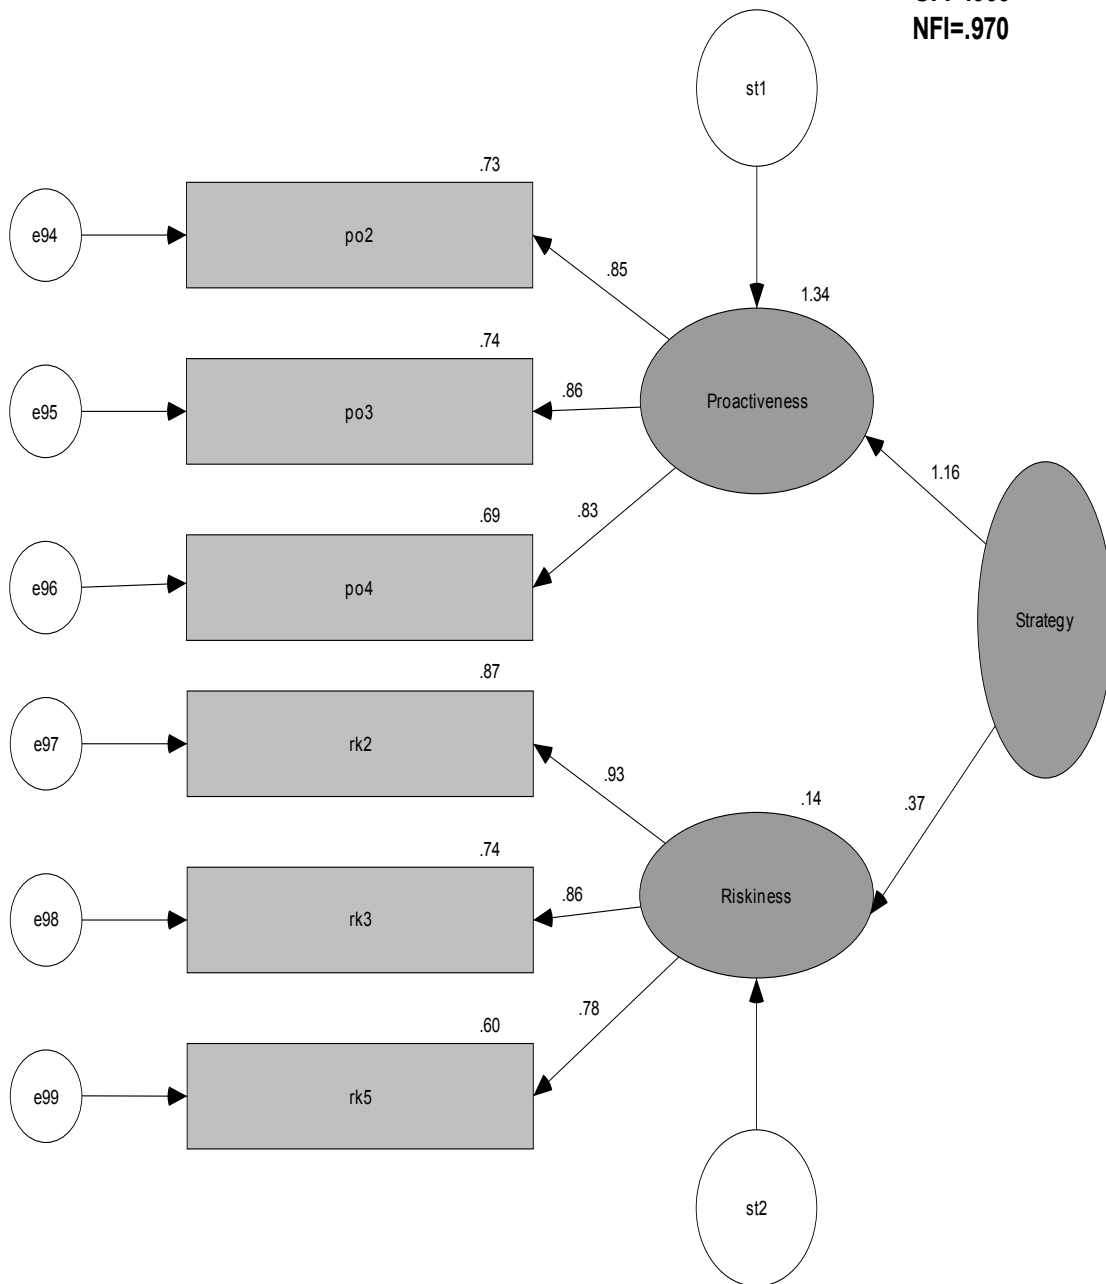 NFI=.970
st1
.73
e94
po2
.85
1.34
.74
e95
po3
.86
Proactiveness
1.16
.69
.83
e96
po4
Strategy
.87
e97
rk2
.93
.14
.37
.74
e98
rk3
.86
Riskiness
.78
.60
e99
rk5
st2